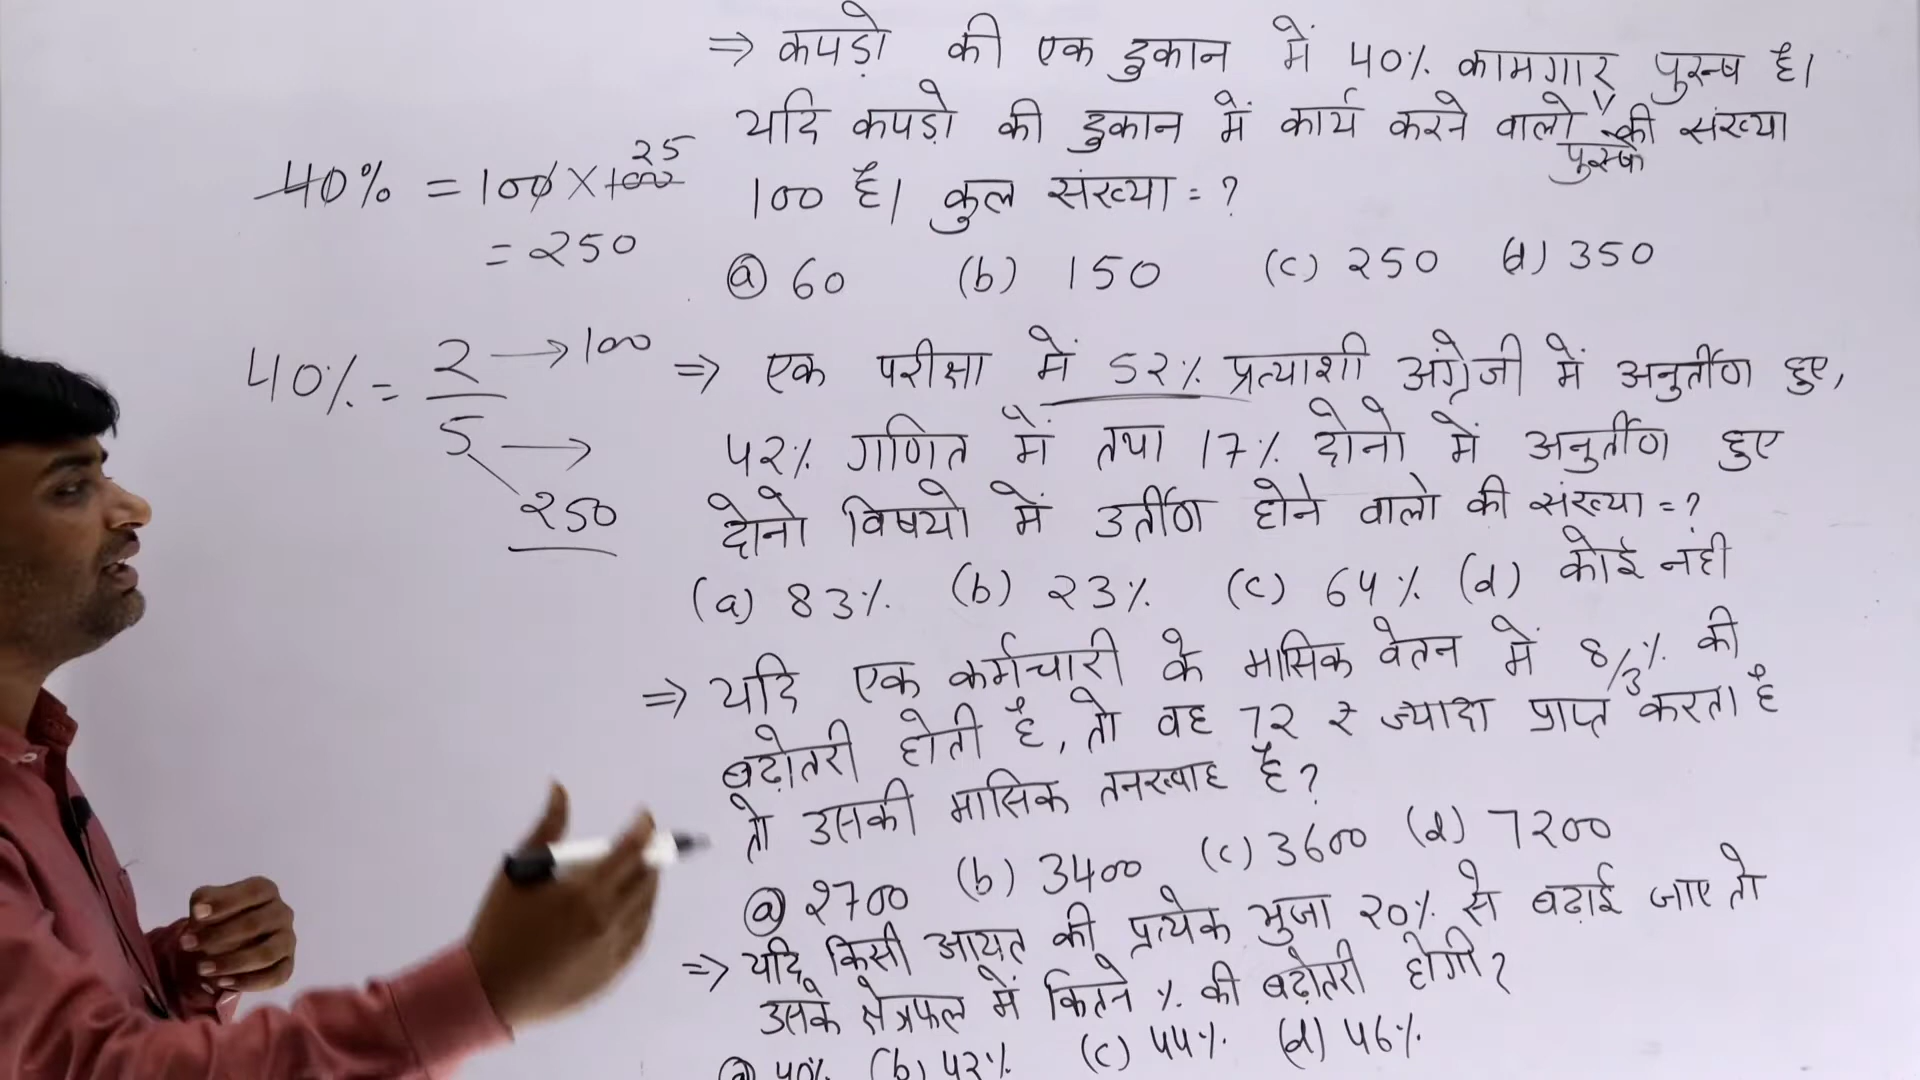 ⇒ कपड़ो की एक दुकान में 40% कामगार पुरूष है।
यदि कपड़ो की दुकान में कार्य करने वालो पुरूष की संख्या
100 है। कुल संख्या = ?
(a) 60 (b) 150 (c) 250 (d) 350
40% = 100 × 100 25
= 250
40% = 2 → 100
5 →
250
⇒ एक परीक्षा में 52% प्रत्याशी अंग्रेजी में अनुर्तीण हुए,
42% गणित में तथा 17% दोनो में अनुर्तीण हुए
दोनो विषयो में उर्तीण होने वालो की संख्या = ?
(a) 83% (b) 23% (c) 64% (d) कोई नहीं
⇒ यदि एक कर्मचारी के मासिक वेतन में 8/3% की
बढ़ोतरी होती है, तो वह 72 ₹ ज्यादा प्राप्त करता है
तो उसकी मासिक तनख्वाह है?
(a) 2700 (b) 3400 (c) 3600 (d) 7200
⇒ यदि किसी आयत की प्रत्येक भुजा 20% से बढ़ाई जाए तो
उसके क्षेत्रफल में कितने % की बढ़ोतरी होगी?
(a) 40% (b) 42% (c) 44% (d) 46%